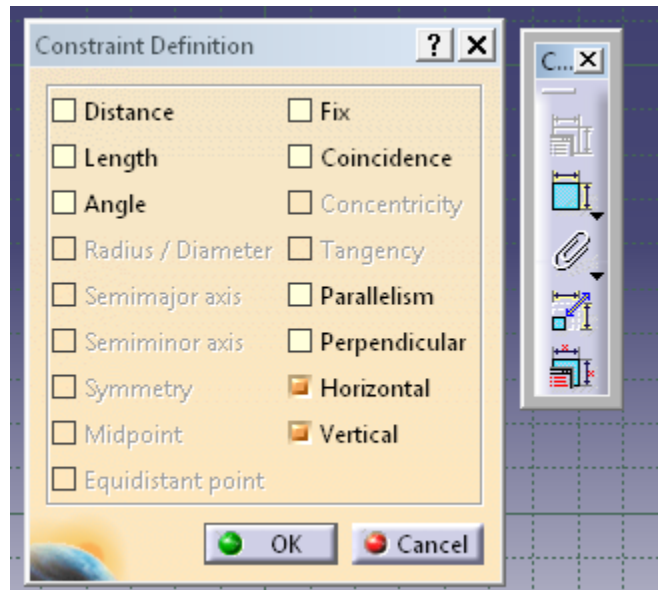 Constraint Definition
C...
Distance
Fix
Length
Coincidence
Angle
Concentricity
Radius / Diameter
Tangency
Semimajor axis
Parallelism
Semiminor axis
Perpendicular
Symmetry
Horizontal
Midpoint
Vertical
Equidistant point
OK
Cancel